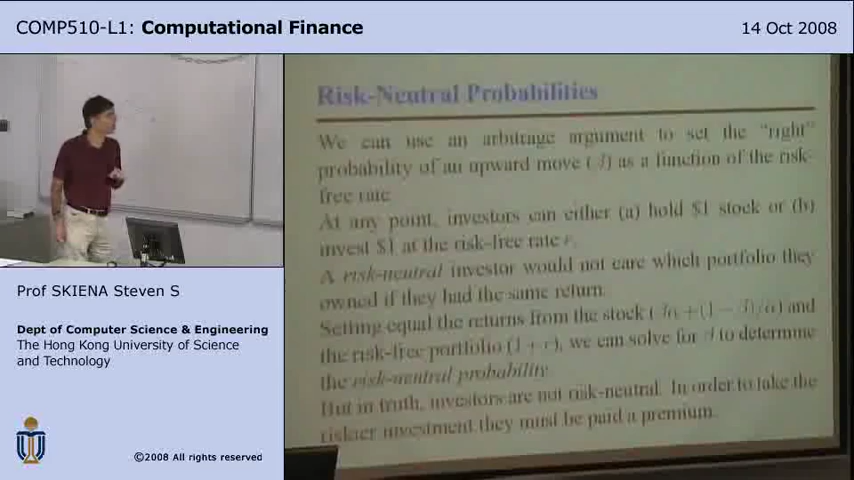 COMP510-L1: Computational Finance
14 Oct 2008
Risk-Neutral Probabilities
We can use an arbitrage argument to set the "right"
probability of an upward move (β) as a function of the risk-
free rate.
At any point, investors can either (a) hold $1 stock or (b)
invest $1 at the risk-free rate r.
A risk-neutral investor would not care which portfolio they
owned if they had the same return.
Setting equal the returns from the stock (βα + (1 − β)/α) and
the risk-free portfolio (1 + r), we can solve for β to determine
the risk-neutral probability.
But in truth, investors are not risk-neutral. In order to take the
riskier investment they must be paid a premium.
Prof SKIENA Steven S
Dept of Computer Science & Engineering
The Hong Kong University of Science
and Technology
©2008 All rights reserved